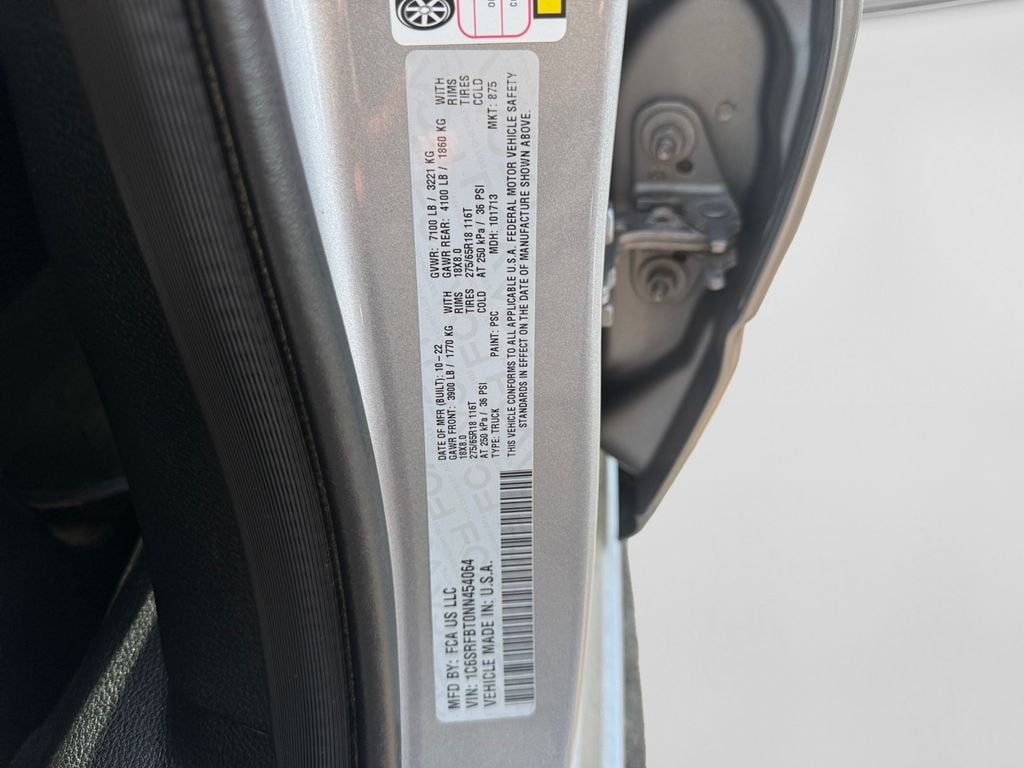 MFD BY: FCA US LLC
VIN: 1C6SRFBT0NN454064
VEHICLE MADE IN: U.S.A.
DATE OF MFR (BUILT): 10-22 GVWR: 7100 LB / 3221 KG
GAWR FRONT: 3900 LB / 1770 KG WITH GAWR REAR: 4100 LB / 1860 KG WITH
18X8.0 RIMS 18X8.0 RIMS
275/65R18 116T TIRES 275/65R18 116T TIRES
AT 250 kPa / 36 PSI COLD AT 250 kPa / 36 PSI COLD
TYPE: TRUCK PAINT: PSC MDH: 101713 MKT: 875
THIS VEHICLE CONFORMS TO ALL APPLICABLE U.S.A. FEDERAL MOTOR VEHICLE SAFETY
STANDARDS IN EFFECT ON THE DATE OF MANUFACTURE SHOWN ABOVE.